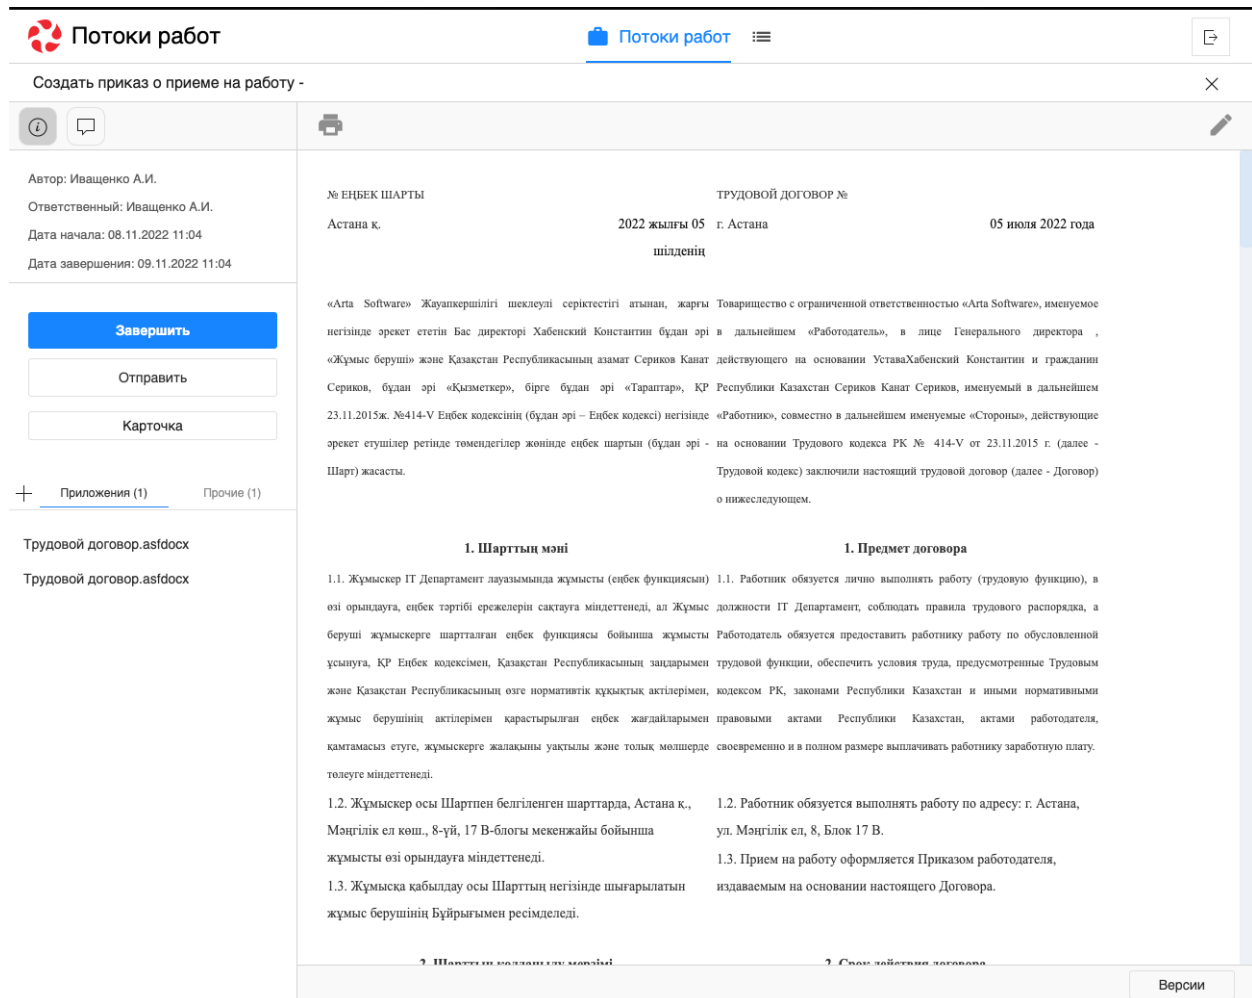 Потоки работ
Потоки работ
Создать приказ о приеме на работу -
Автор: Иващенко А.И.
Ответственный: Иващенко А.И.
Дата начала: 08.11.2022 11:04
Дата завершения: 09.11.2022 11:04
Завершить
Отправить
Карточка
Приложения (1)
Прочие (1)
Трудовой договор.asfdocx
Трудовой договор.asfdocx
№ ЕҢБЕК ШАРТЫ
Астана қ.
2022 жылғы 05
шілденің
«Arta Software» Жауапкершілігі шеклеулі серіктестігі атынан, жарғы
негізінде әрекет ететін Бас директорі Хабенский Константин бұдан әрі
«Жұмыс беруші» және Қазақстан Республикасының азамат Сериков Канат
Сериков, бұдан әрі «Қызметкер», бірге бұдан әрі «Тараптар», ҚР
23.11.2015ж. №414-V Еңбек кодексінің (бұдан әрі – Еңбек кодексі) негізінде
әрекет етушілер ретінде төмендегілер жөнінде еңбек шартын (бұдан әрі -
Шарт) жасасты.
1. Шарттың мәні
1.1. Жұмыскер IT Департамент лауазымында жұмысты (еңбек функциясын)
өзі орындауға, еңбек тәртібі ережелерін сақтауға міндеттенеді, ал Жұмыс
беруші жұмыскерге шартталған еңбек функциясы бойынша жұмысты
ұсынуға, ҚР Еңбек кодексімен, Қазақстан Республикасының заңдарымен
және Қазақстан Республикасының өзге нормативтік құқықтық актілерімен,
жұмыс берушінің актілерімен қарастырылған еңбек жағдайларымен
қамтамасыз етуге, жұмыскерге жалақыны уақтылы және толық мөлшерде
төлеуге міндеттенеді.
1.2. Жұмыскер осы Шартпен белгіленген шарттарда, Астана қ.,
Мәңгілік ел көш., 8-үй, 17 В-блогы мекенжайы бойынша
жұмысты өзі орындауға міндеттенеді.
1.3. Жұмысқа қабылдау осы Шарттың негізінде шығарылатын
жұмыс берушінің Бұйрығымен ресімделеді.
2. Шарттың қолданылу мерзімі
ТРУДОВОЙ ДОГОВОР №
г. Астана
05 июля 2022 года
Товарищество с ограниченной ответственностью «Arta Software», именуемое
в дальнейшем «Работодатель», в лице Генерального директора ,
действующего на основании УставаХабенский Константин и гражданин
Республики Казахстан Сериков Канат Сериков, именуемый в дальнейшем
«Работник», совместно в дальнейшем именуемые «Стороны», действующие
на основании Трудового кодекса РК № 414-V от 23.11.2015 г. (далее -
Трудовой кодекс) заключили настоящий трудовой договор (далее - Договор)
о нижеследующем.
1. Предмет договора
1.1. Работник обязуется лично выполнять работу (трудовую функцию), в
должности IT Департамент, соблюдать правила трудового распорядка, а
Работодатель обязуется предоставить работнику работу по обусловленной
трудовой функции, обеспечить условия труда, предусмотренные Трудовым
кодексом РК, законами Республики Казахстан и иными нормативными
правовыми актами Республики Казахстан, актами работодателя,
своевременно и в полном размере выплачивать работнику заработную плату.
1.2. Работник обязуется выполнять работу по адресу: г. Астана,
ул. Мәңгілік ел, 8, Блок 17 В.
1.3. Прием на работу оформляется Приказом работодателя,
издаваемым на основании настоящего Договора.
2. Срок действия договора
Версии